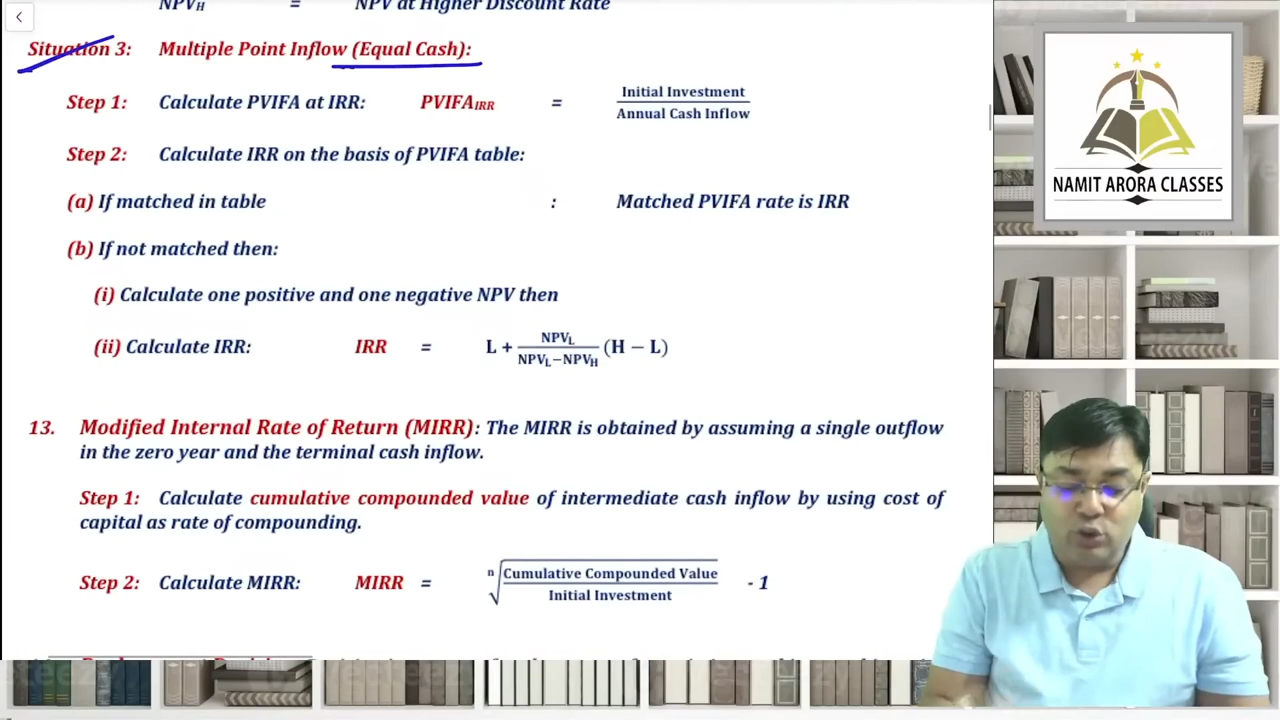 NPVH = NPV at Higher Discount Rate
Situation 3: Multiple Point Inflow (Equal Cash):
Step 1: Calculate PVIFA at IRR: PVIFAIRR = Initial Investment
Annual Cash Inflow
Step 2: Calculate IRR on the basis of PVIFA table:
(a) If matched in table : Matched PVIFA rate is IRR
(b) If not matched then:
(i) Calculate one positive and one negative NPV then
(ii) Calculate IRR: IRR = L + NPVL
NPVL−NPVH (H − L)
13. Modified Internal Rate of Return (MIRR): The MIRR is obtained by assuming a single outflow
in the zero year and the terminal cash inflow.
Step 1: Calculate cumulative compounded value of intermediate cash inflow by using cost of
capital as rate of compounding.
Step 2: Calculate MIRR: MIRR = n√ Cumulative Compounded Value
Initial Investment - 1
NAMIT ARORA CLASSES